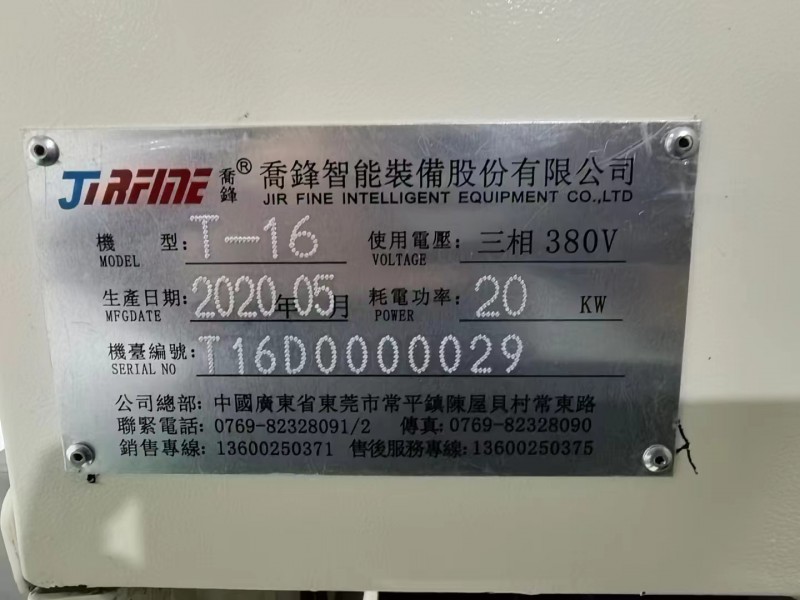 JIRFINE 喬鋒® 喬鋒智能裝備股份有限公司
JIR FINE INTELLIGENT EQUIPMENT CO.,LTD
機 型: T-16 使用電壓: 三相 380V
MODEL VOLTAGE
生產日期: 2020年05月 耗電功率: 20 KW
MFGDATE POWER
機臺編號: T16D0000029
SERIAL NO
公司總部: 中國廣東省東莞市常平鎮陳屋貝村常東路
聯緊電話: 0769-82328091/2 傳真: 0769-82328090
銷售專線: 13600250371 售後服務專線: 13600250375